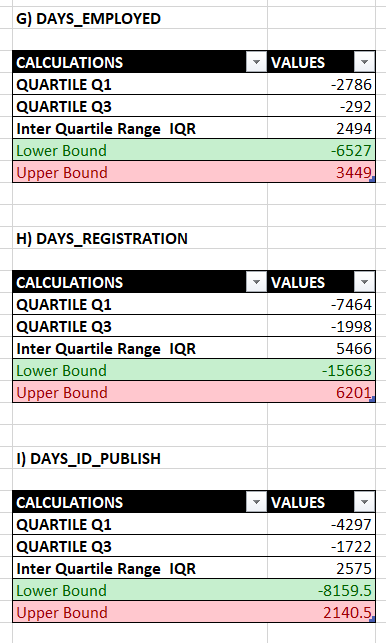 G) DAYS_EMPLOYED
CALCULATIONS VALUES
QUARTILE Q1 -2786
QUARTILE Q3 -292
Inter Quartile Range IQR 2494
Lower Bound -6527
Upper Bound 3449
H) DAYS_REGISTRATION
CALCULATIONS VALUES
QUARTILE Q1 -7464
QUARTILE Q3 -1998
Inter Quartile Range IQR 5466
Lower Bound -15663
Upper Bound 6201
I) DAYS_ID_PUBLISH
CALCULATIONS VALUES
QUARTILE Q1 -4297
QUARTILE Q3 -1722
Inter Quartile Range IQR 2575
Lower Bound -8159.5
Upper Bound 2140.5